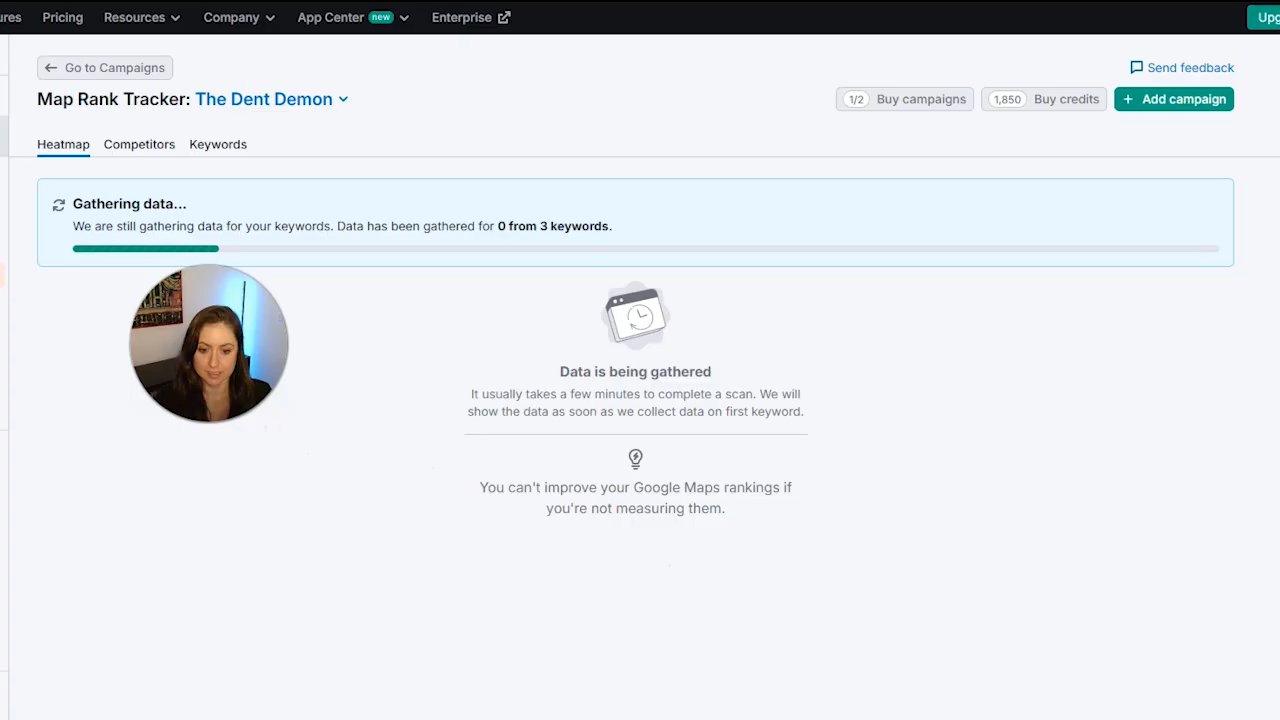 Pricing Resources Company App Center new Enterprise
Go to Campaigns
Send feedback
Map Rank Tracker: The Dent Demon
1/2 Buy campaigns 1,850 Buy credits + Add campaign
Heatmap Competitors Keywords
Gathering data...
We are still gathering data for your keywords. Data has been gathered for 0 from 3 keywords.
Data is being gathered
It usually takes a few minutes to complete a scan. We will
show the data as soon as we collect data on first keyword.
You can't improve your Google Maps rankings if
you're not measuring them.